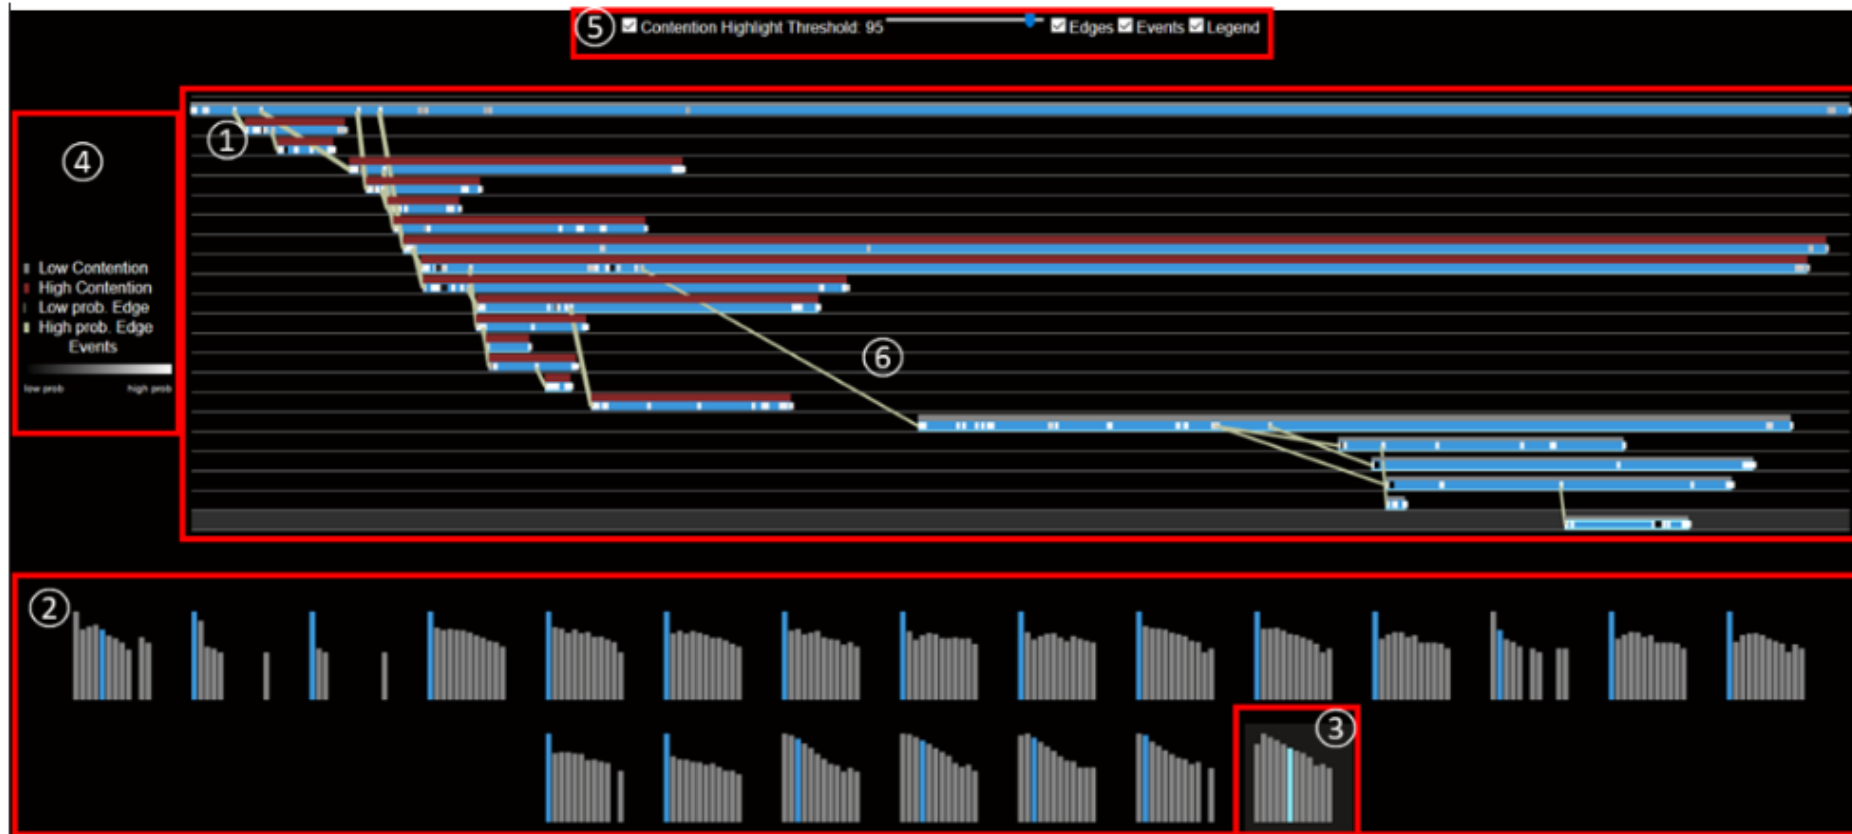 ⑤ Contention Highlight Threshold: 95 Edges Events Legend
①
④
Low Contention
High Contention
Low prob. Edge
High prob. Edge
Events
low prob high prob
⑥
②
③